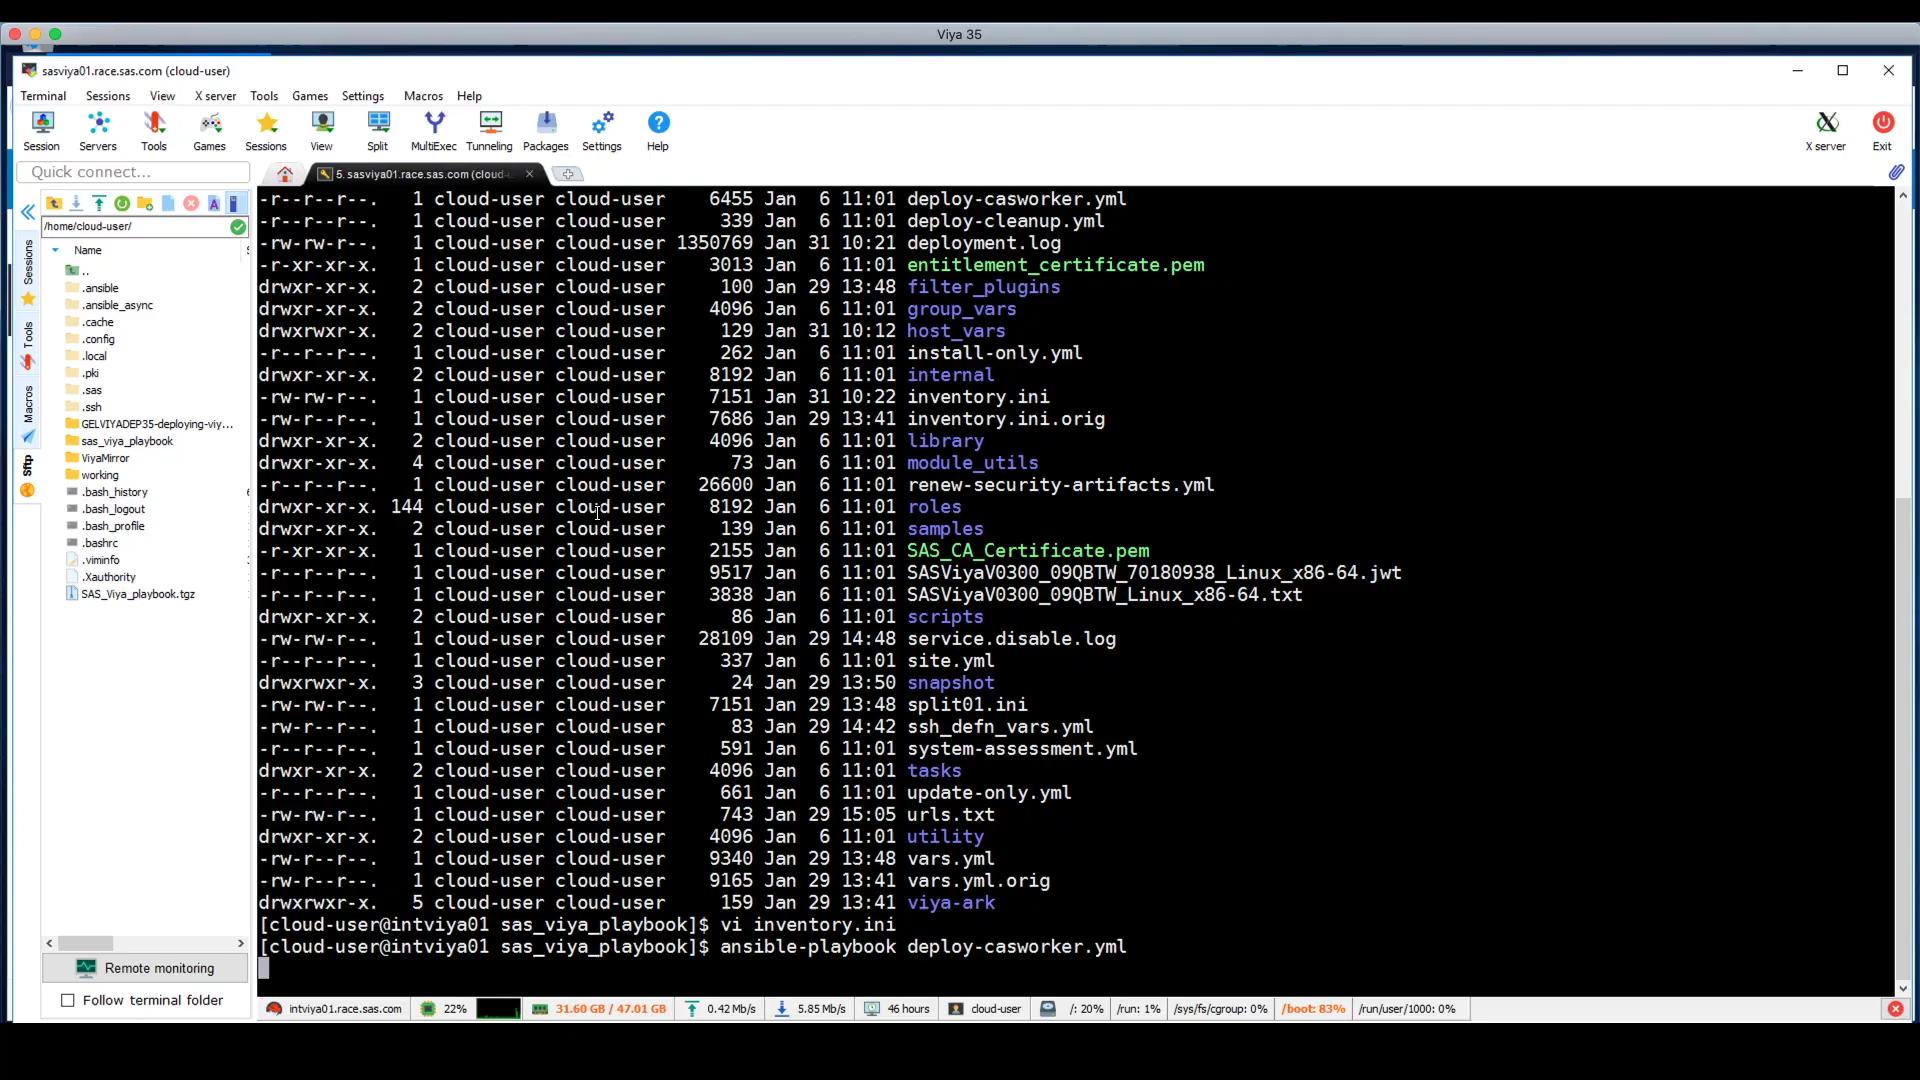 Viya 35
sasviya01.race.sas.com (cloud-user)
Terminal Sessions View X server Tools Games Settings Macros Help
Session Servers Tools Games Sessions View Split MultiExec Tunneling Packages Settings Help X server Exit
Quick connect...
5. sasviya01.race.sas.com (cloud-
/home/cloud-user/
Name
..
.ansible
.ansible_async
.cache
.config
.local
.pki
.sas
.ssh
GELVIYADEP35-deploying-viy...
sas_viya_playbook
ViyaMirror
working
.bash_history
.bash_logout
.bash_profile
.bashrc
.viminfo
.Xauthority
SAS_Viya_playbook.tgz
Sessions
Tools
Macros
Sftp
Remote monitoring
Follow terminal folder
-r--r--r--. 1 cloud-user cloud-user 6455 Jan 6 11:01 deploy-casworker.yml
-r--r--r--. 1 cloud-user cloud-user 339 Jan 6 11:01 deploy-cleanup.yml
-rw-rw-r--. 1 cloud-user cloud-user 1350769 Jan 31 10:21 deployment.log
-r-xr-xr-x. 1 cloud-user cloud-user 3013 Jan 6 11:01 entitlement_certificate.pem
drwxr-xr-x. 2 cloud-user cloud-user 100 Jan 29 13:48 filter_plugins
drwxr-xr-x. 2 cloud-user cloud-user 4096 Jan 6 11:01 group_vars
drwxrwxr-x. 2 cloud-user cloud-user 129 Jan 31 10:12 host_vars
-r--r--r--. 1 cloud-user cloud-user 262 Jan 6 11:01 install-only.yml
drwxr-xr-x. 2 cloud-user cloud-user 8192 Jan 6 11:01 internal
-rw-rw-r--. 1 cloud-user cloud-user 7151 Jan 31 10:22 inventory.ini
-rw-r--r--. 1 cloud-user cloud-user 7686 Jan 29 13:41 inventory.ini.orig
drwxr-xr-x. 2 cloud-user cloud-user 4096 Jan 6 11:01 library
drwxr-xr-x. 4 cloud-user cloud-user 73 Jan 6 11:01 module_utils
-r--r--r--. 1 cloud-user cloud-user 26600 Jan 6 11:01 renew-security-artifacts.yml
drwxr-xr-x. 144 cloud-user cloud-user 8192 Jan 6 11:01 roles
drwxr-xr-x. 2 cloud-user cloud-user 139 Jan 6 11:01 samples
-r-xr-xr-x. 1 cloud-user cloud-user 2155 Jan 6 11:01 SAS_CA_Certificate.pem
-r--r--r--. 1 cloud-user cloud-user 9517 Jan 6 11:01 SASViyaV0300_09QBTW_70180938_Linux_x86-64.jwt
-r--r--r--. 1 cloud-user cloud-user 3838 Jan 6 11:01 SASViyaV0300_09QBTW_Linux_x86-64.txt
drwxr-xr-x. 2 cloud-user cloud-user 86 Jan 6 11:01 scripts
-rw-rw-r--. 1 cloud-user cloud-user 28109 Jan 29 14:48 service.disable.log
-r--r--r--. 1 cloud-user cloud-user 337 Jan 6 11:01 site.yml
drwxrwxr-x. 3 cloud-user cloud-user 24 Jan 29 13:50 snapshot
-rw-rw-r--. 1 cloud-user cloud-user 7151 Jan 29 13:48 split01.ini
-rw-rw-r--. 1 cloud-user cloud-user 83 Jan 29 14:42 ssh_defn_vars.yml
-r--r--r--. 1 cloud-user cloud-user 591 Jan 6 11:01 system-assessment.yml
drwxr-xr-x. 2 cloud-user cloud-user 4096 Jan 6 11:01 tasks
-r--r--r--. 1 cloud-user cloud-user 661 Jan 6 11:01 update-only.yml
-rw-rw-r--. 1 cloud-user cloud-user 743 Jan 29 15:05 urls.txt
drwxr-xr-x. 2 cloud-user cloud-user 4096 Jan 6 11:01 utility
-rw-r--r--. 1 cloud-user cloud-user 9340 Jan 29 13:48 vars.yml
-rw-r--r--. 1 cloud-user cloud-user 9165 Jan 29 13:41 vars.yml.orig
drwxrwxr-x. 5 cloud-user cloud-user 159 Jan 29 13:41 viya-ark
[cloud-user@intviya01 sas_viya_playbook]$ vi inventory.ini
[cloud-user@intviya01 sas_viya_playbook]$ ansible-playbook deploy-casworker.yml
intviya01.race.sas.com 22% 31.60 GB / 47.01 GB 0.42 Mb/s 5.85 Mb/s 46 hours cloud-user /: 20% /run: 1% /sys/fs/cgroup: 0% /boot: 83% /run/user/1000: 0%